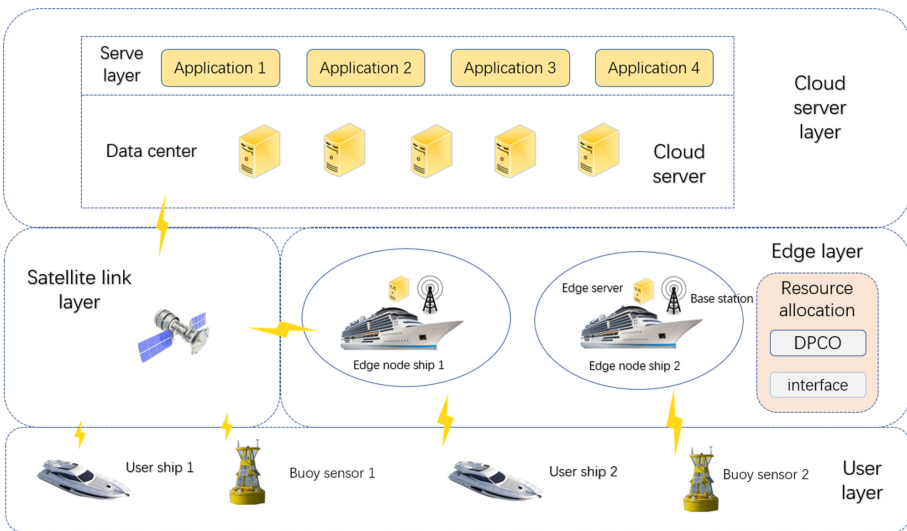 Serve
layer
Application 1
Application 2
Application 3
Application 4
Cloud
server
layer
Data center
Cloud
server
Satellite link
layer
Edge layer
Edge server
Base station
Edge node ship 1
Edge node ship 2
Resource
allocation
DPCO
interface
User ship 1
Buoy sensor 1
User ship 2
Buoy sensor 2
User
layer